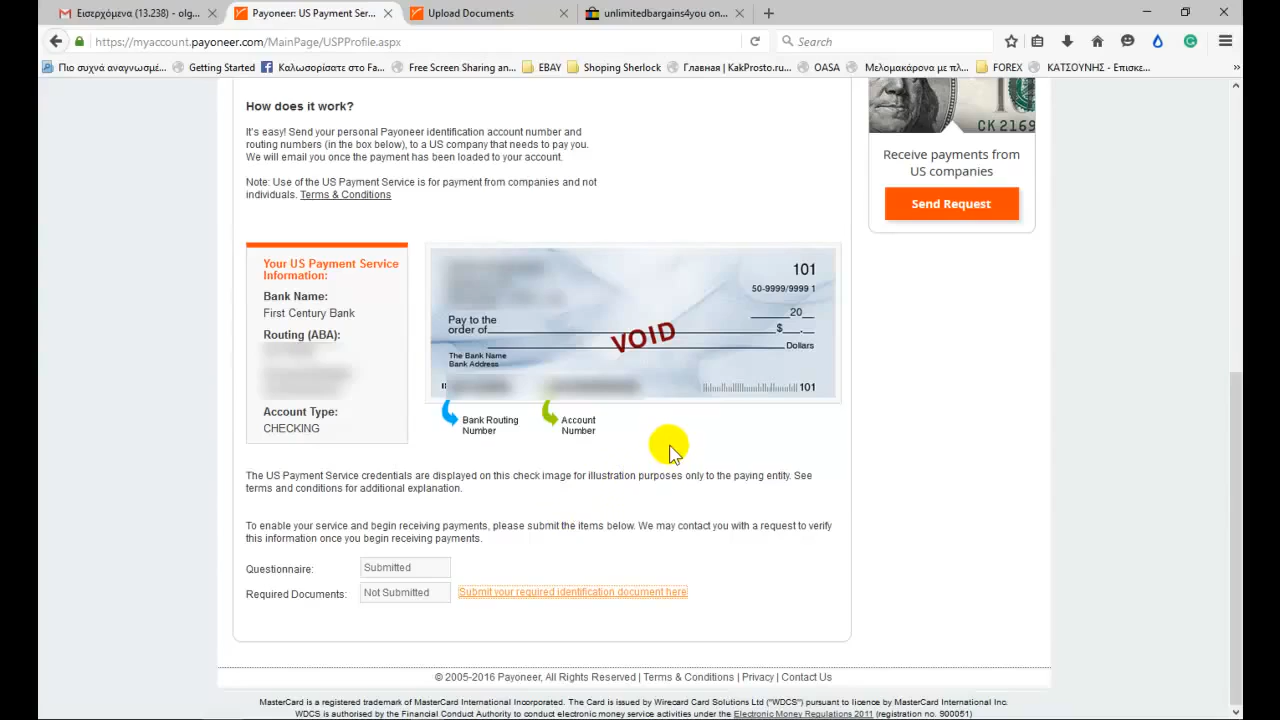 Εισερχόμενα (13.238) - olg...
Payoneer: US Payment Ser...
Upload Documents
unlimitedbargains4you on...
https://myaccount.payoneer.com/MainPage/USPProfile.aspx
Search
Πιο συχνά αναγνωσμέ...
Getting Started
Καλωσορίσατε στο Fa...
Free Screen Sharing an...
EBAY
Shoping Sherlock
Главная | KakProsto.ru...
OASA
Μελομακάρονα με πλ...
FOREX
ΚΑΤΣΟΥΝΗΣ - Επισκε...
How does it work?
It's easy! Send your personal Payoneer identification account number and
routing numbers (in the box below), to a US company that needs to pay you.
We will email you once the payment has been loaded to your account.
Note: Use of the US Payment Service is for payment from companies and not
individuals. Terms & Conditions
CK 2169
Receive payments from
US companies
Send Request
Your US Payment Service
Information:
Bank Name:
First Century Bank
Routing (ABA):
Account Type:
CHECKING
101
50-9999/9999 1
20
Pay to the
order of
$
VOID
Dollars
The Bank Name
Bank Address
101
Bank Routing
Number
Account
Number
The US Payment Service credentials are displayed on this check image for illustration purposes only to the paying entity. See
terms and conditions for additional explanation.
To enable your service and begin receiving payments, please submit the items below. We may contact you with a request to verify
this information once you begin receiving payments.
Questionnaire: Submitted
Required Documents: Not Submitted Submit your required identification document here
© 2005-2016 Payoneer, All Rights Reserved | Terms & Conditions | Privacy | Contact Us
MasterCard is a registered trademark of MasterCard International Incorporated. The Card is issued by Wirecard Card Solutions Ltd ("WDCS") pursuant to licence by MasterCard International Inc.
WDCS is authorised by the Financial Conduct Authority to conduct electronic money service activities under the Electronic Money Regulations 2011 (registration no. 900051)